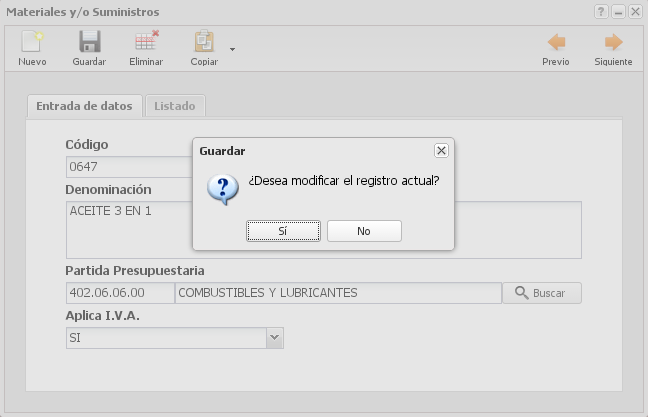 Materiales y/o Suministros
Nuevo Guardar Eliminar Copiar Previo Siguiente
Entrada de datos Listado
Código
0647
Denominación
ACEITE 3 EN 1
Guardar
¿Desea modificar el registro actual?
Sí No
Partida Presupuestaria
402.06.06.00 COMBUSTIBLES Y LUBRICANTES Buscar
Aplica I.V.A.
SI